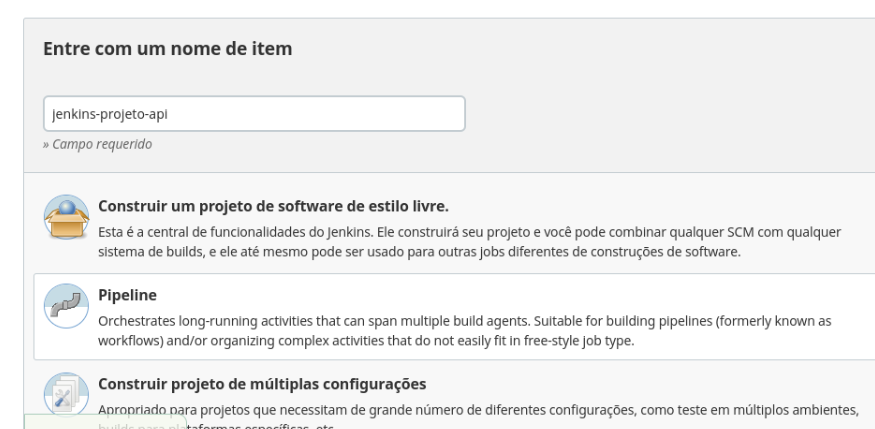 Entre com um nome de item
jenkins-projeto-api
» Campo requerido
Construir um projeto de software de estilo livre.
Esta é a central de funcionalidades do Jenkins. Ele construirá seu projeto e você pode combinar qualquer SCM com qualquer
sistema de builds, e ele até mesmo pode ser usado para outras jobs diferentes de construções de software.
Pipeline
Orchestrates long-running activities that can span multiple build agents. Suitable for building pipelines (formerly known as
workflows) and/or organizing complex activities that do not easily fit in free-style job type.
Construir projeto de múltiplas configurações
Apropriado para projetos que necessitam de grande número de diferentes configurações, como teste em múltiplos ambientes,